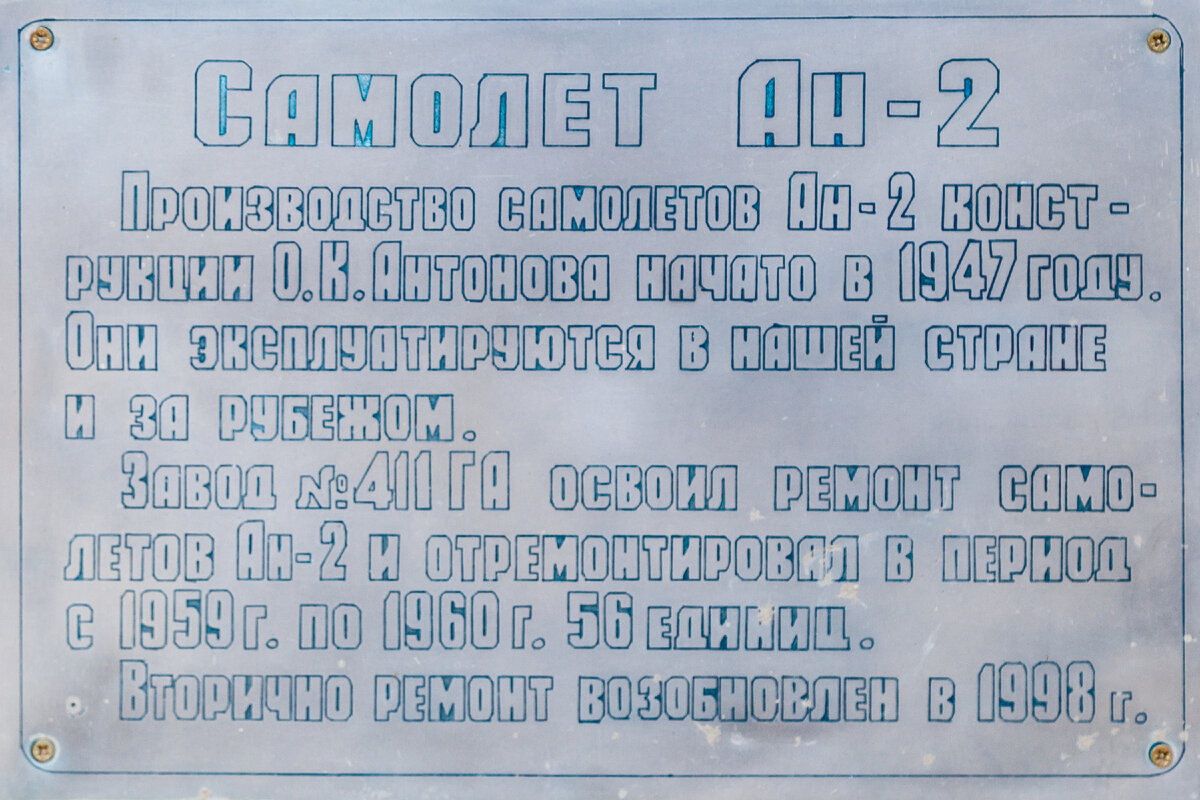 Самолет Ан-2
Производство самолетов Ан-2 конст-
рукции О.К.Антонова начато в 1947 году.
Они эксплуатируются в нашей стране
и за рубежом.
Завод №411 ГА освоил ремонт само-
летов Ан-2 и отремонтировал в период
с 1959 г. по 1960 г. 56 единиц.
Вторично ремонт возобновлен в 1998 г.